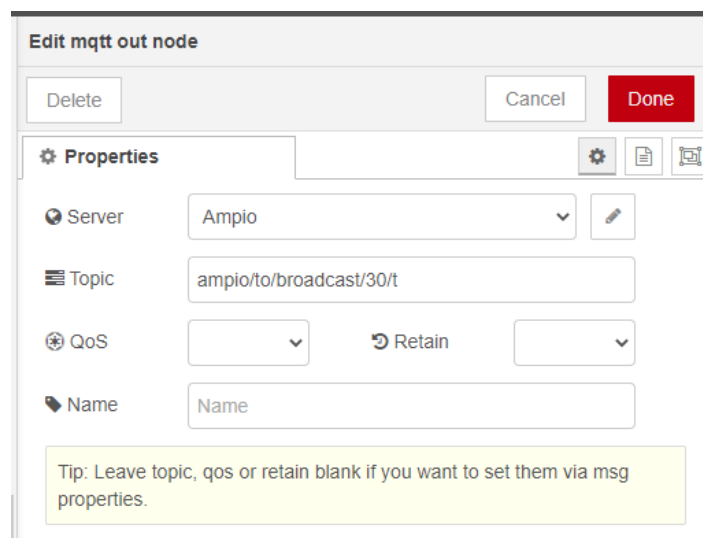 Edit mqtt out node
Delete
Cancel
Done
Properties
Server
Ampio
Topic
ampio/to/broadcast/30/t
QoS
Retain
Name
Name
Tip: Leave topic, qos or retain blank if you want to set them via msg
properties.